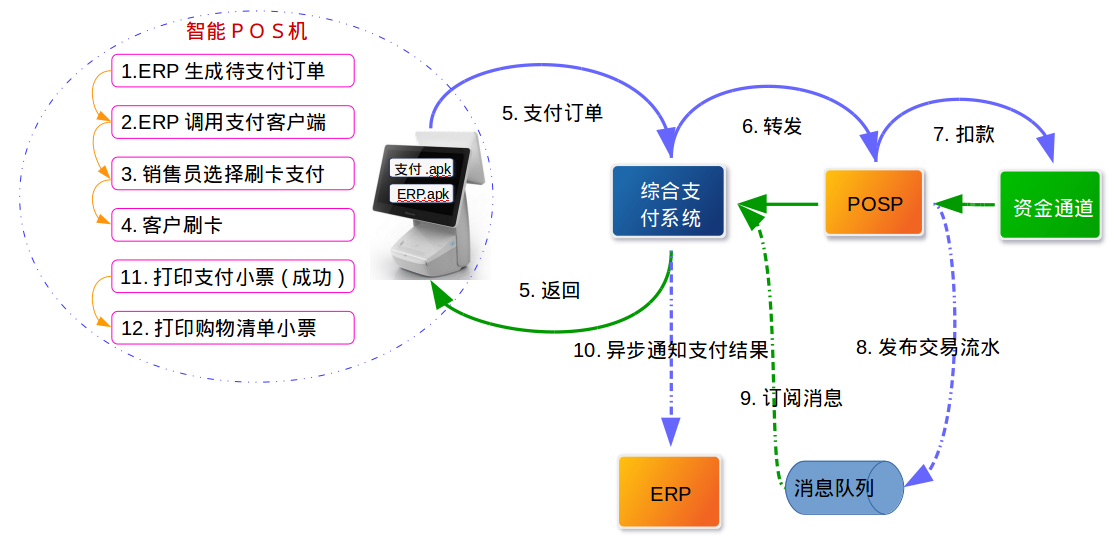 智能ＰＯＳ机
1.ERP 生成待支付订单
2.ERP 调用支付客户端
3. 销售员选择刷卡支付
4. 客户刷卡
11. 打印支付小票 ( 成功 )
12. 打印购物清单小票
支付 .apk
ERP.apk
5. 支付订单
6. 转发
7. 扣款
综合支
付系统
POSP
资金通道
5. 返回
10. 异步通知支付结果
8. 发布交易流水
9. 订阅消息
ERP
消息队列